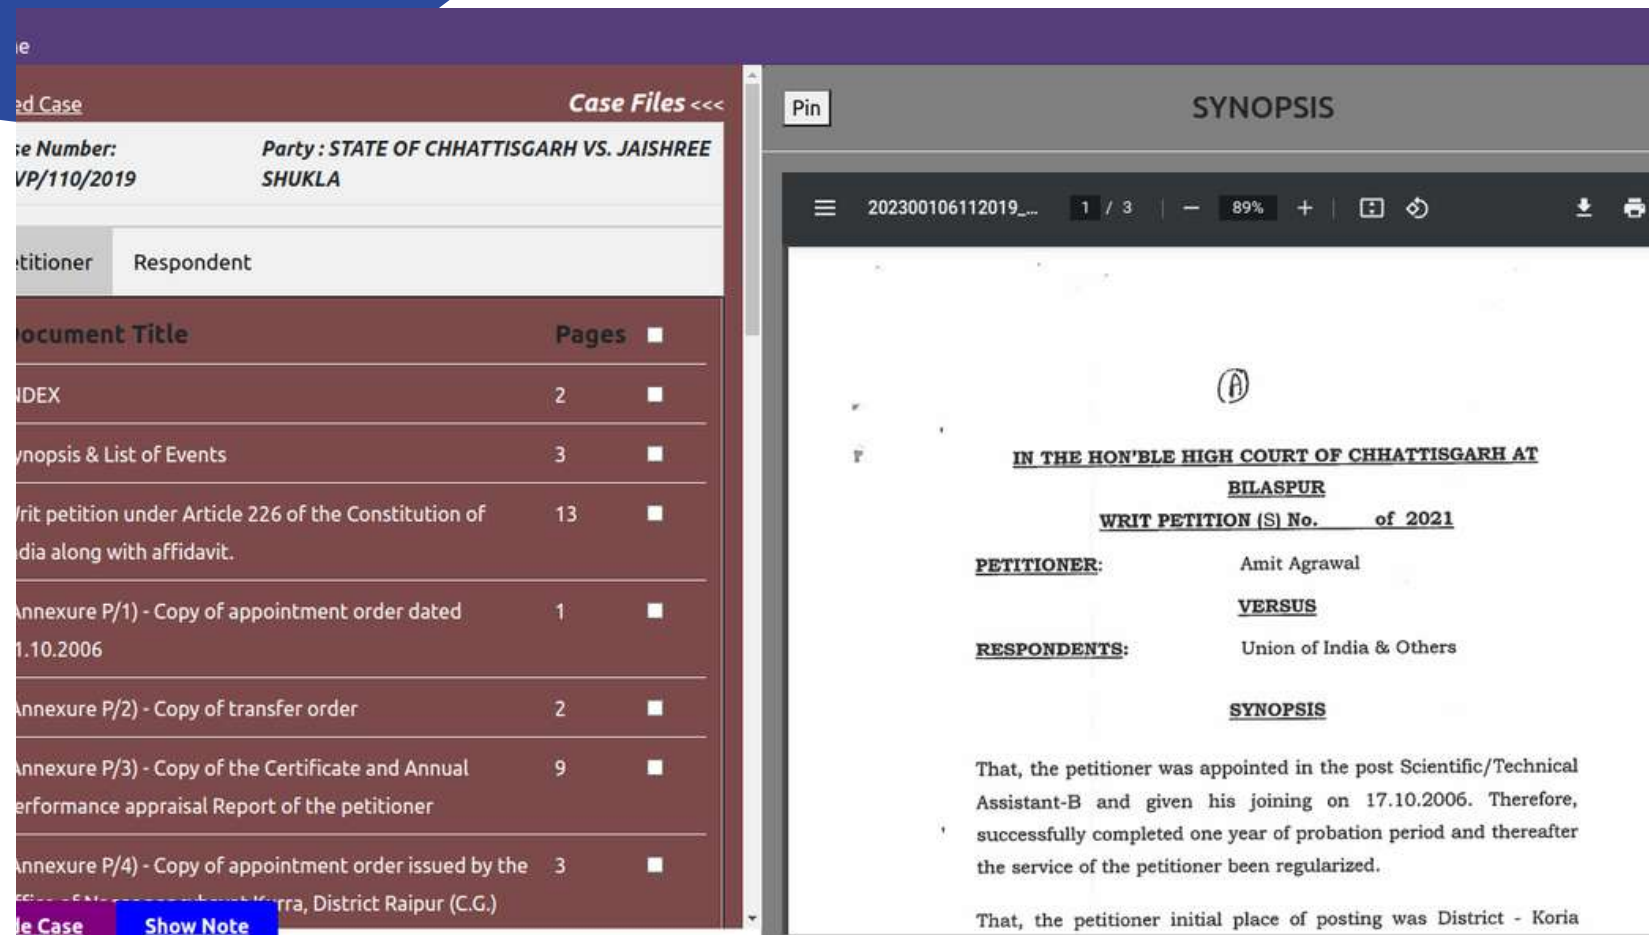 ed Case
Case Files <<<
se Number:
VP/110/2019
Party : STATE OF CHHATTISGARH VS. JAISHREE
SHUKLA
etitioner Respondent
ocument Title Pages
NDEX 2
ynopsis & List of Events 3
rit petition under Article 226 of the Constitution of 13
dia along with affidavit.
Annexure P/1) - Copy of appointment order dated 1
1.10.2006
Annexure P/2) - Copy of transfer order 2
Annexure P/3) - Copy of the Certificate and Annual 9
erformance appraisal Report of the petitioner
Annexure P/4) - Copy of appointment order issued by the 3
rra, District Raipur (C.G.)
de Case Show Note
Pin SYNOPSIS
202300106112019_... 1 / 3 89%
A
IN THE HON'BLE HIGH COURT OF CHHATTISGARH AT
BILASPUR
WRIT PETITION (S) No. of 2021
PETITIONER: Amit Agrawal
VERSUS
RESPONDENTS: Union of India & Others
SYNOPSIS
That, the petitioner was appointed in the post Scientific/Technical
Assistant-B and given his joining on 17.10.2006. Therefore,
successfully completed one year of probation period and thereafter
the service of the petitioner been regularized.
That, the petitioner initial place of posting was District - Koria